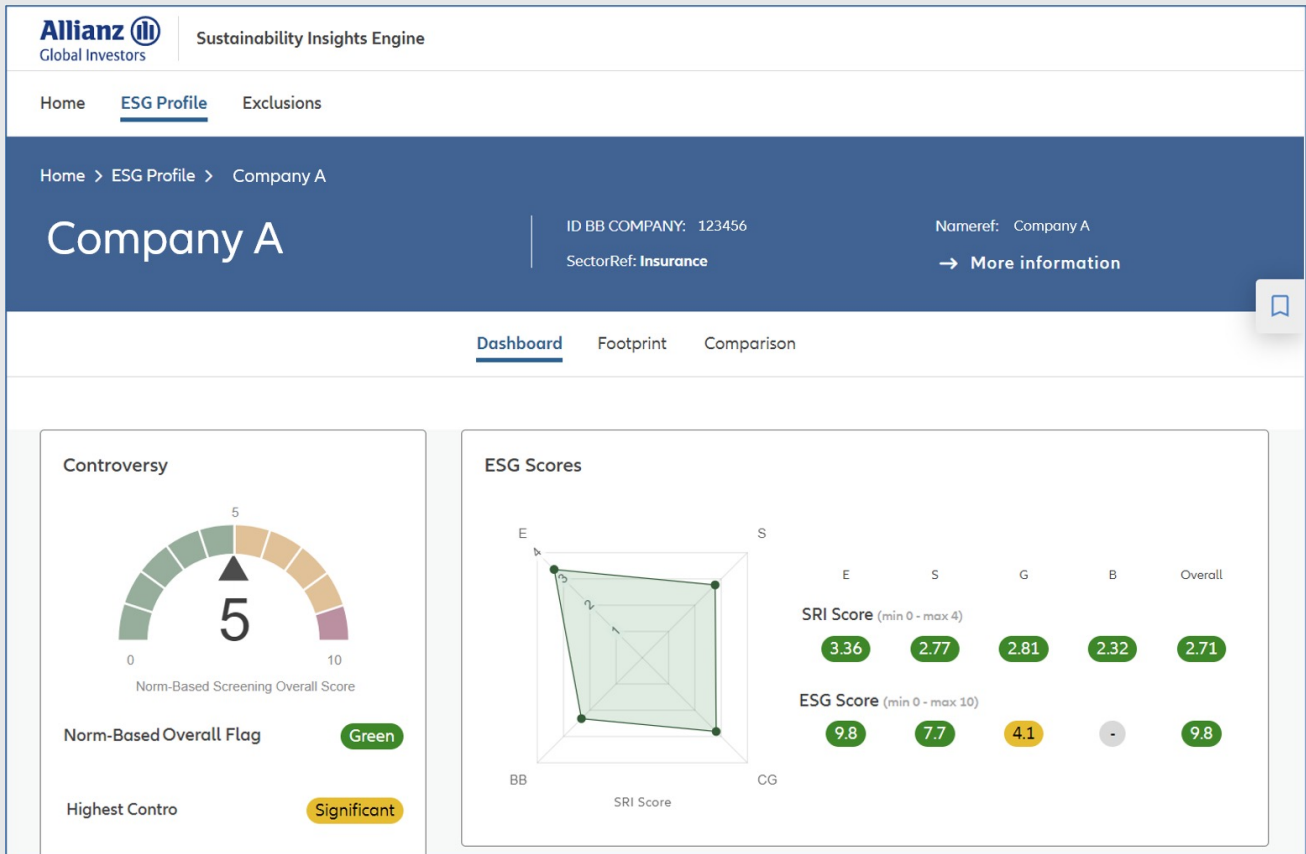 Allianz
Global Investors
Sustainability Insights Engine
Home ESG Profile Exclusions
Home > ESG Profile > Company A
Company A
ID BB COMPANY: 123456
SectorRef: Insurance
Nameref: Company A
→ More information
Dashboard Footprint Comparison
Controversy
5
5
0 10
Norm-Based Screening Overall Score
Norm-Based Overall Flag Green
Highest Contro Significant
ESG Scores
E S
4
3
2
1
BB CG
SRI Score
E S G B Overall
SRI Score (min 0 - max 4)
3.36 2.77 2.81 2.32 2.71
ESG Score (min 0 - max 10)
9.8 7.7 4.1 - 9.8